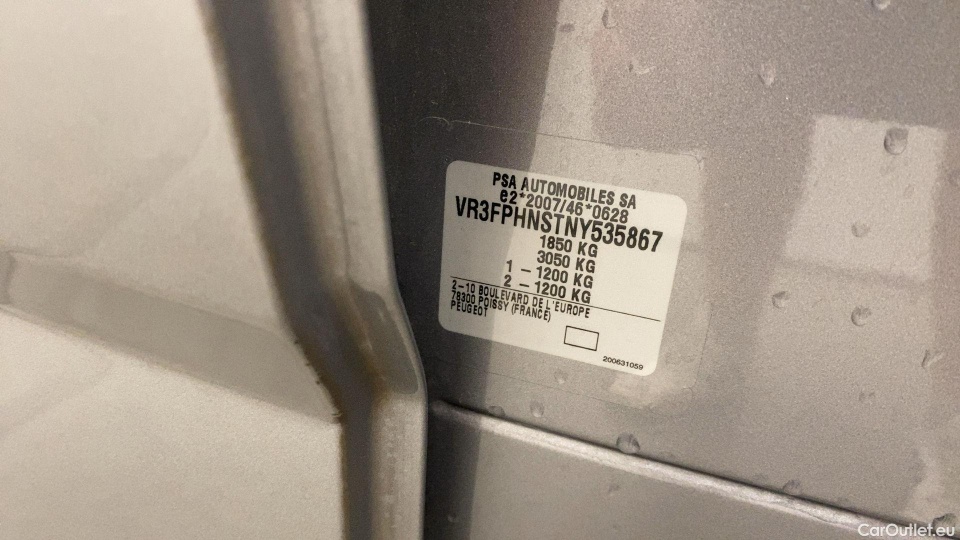 PSA AUTOMOBILES SA
e2*2007/46*0628
VR3FPHNSTNY535867
1850 KG
3050 KG
1 – 1200 KG
2 – 1200 KG
2–10 BOULEVARD DE L'EUROPE
78300 POISSY (FRANCE)
PEUGEOT
200631059
CarOutlet.eu